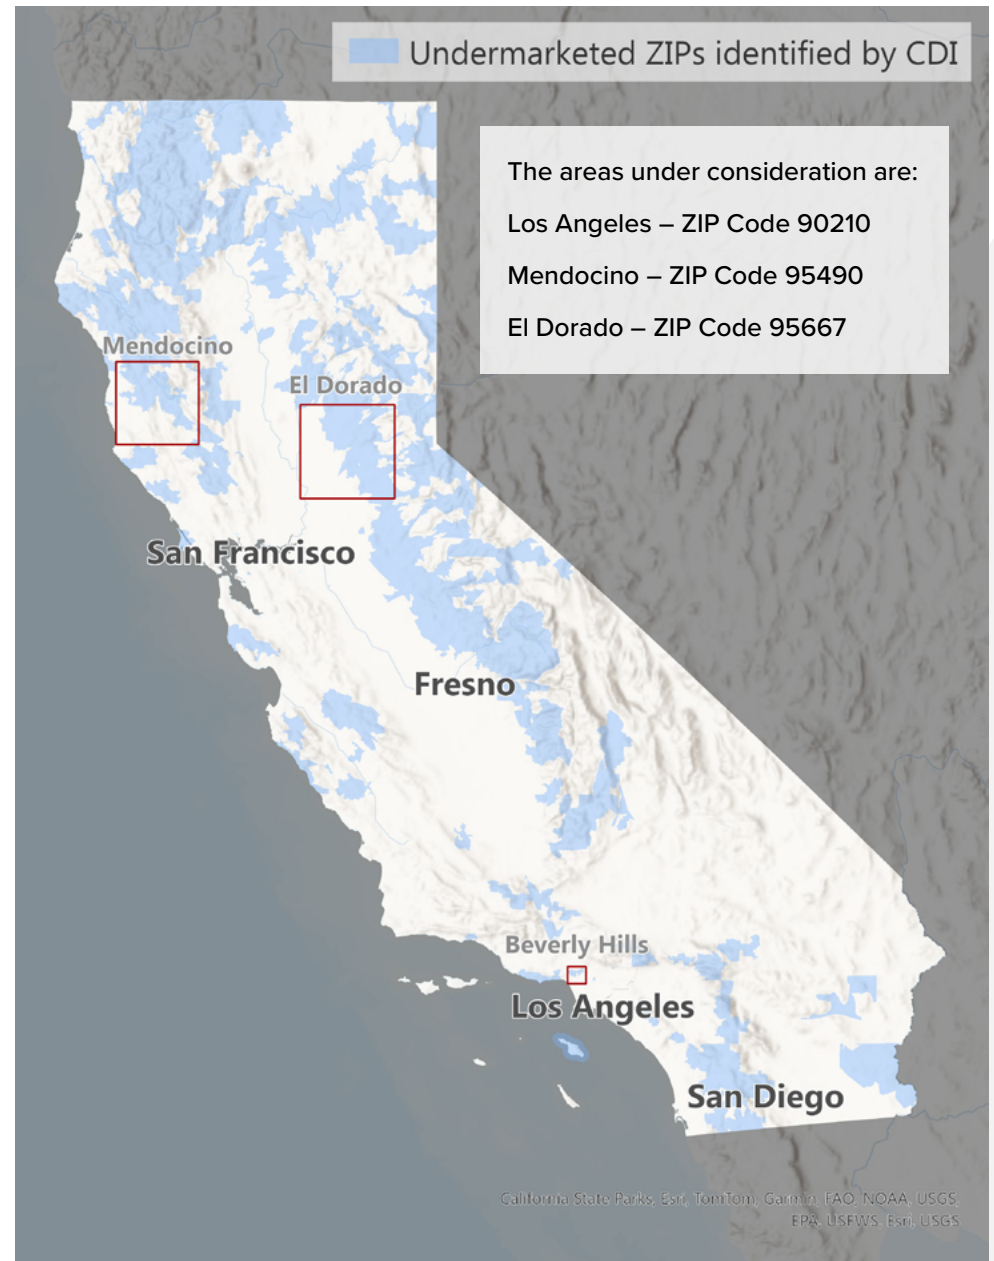 Undermarketed ZIPs identified by CDI
The areas under consideration are:
Los Angeles – ZIP Code 90210
Mendocino – ZIP Code 95490
El Dorado – ZIP Code 95667
Mendocino
El Dorado
San Francisco
Fresno
Beverly Hills
Los Angeles
San Diego
California State Parks, Esri, TomTom, Garmin, FAO, NOAA, USGS,
EPA, USFWS, Esri, USGS